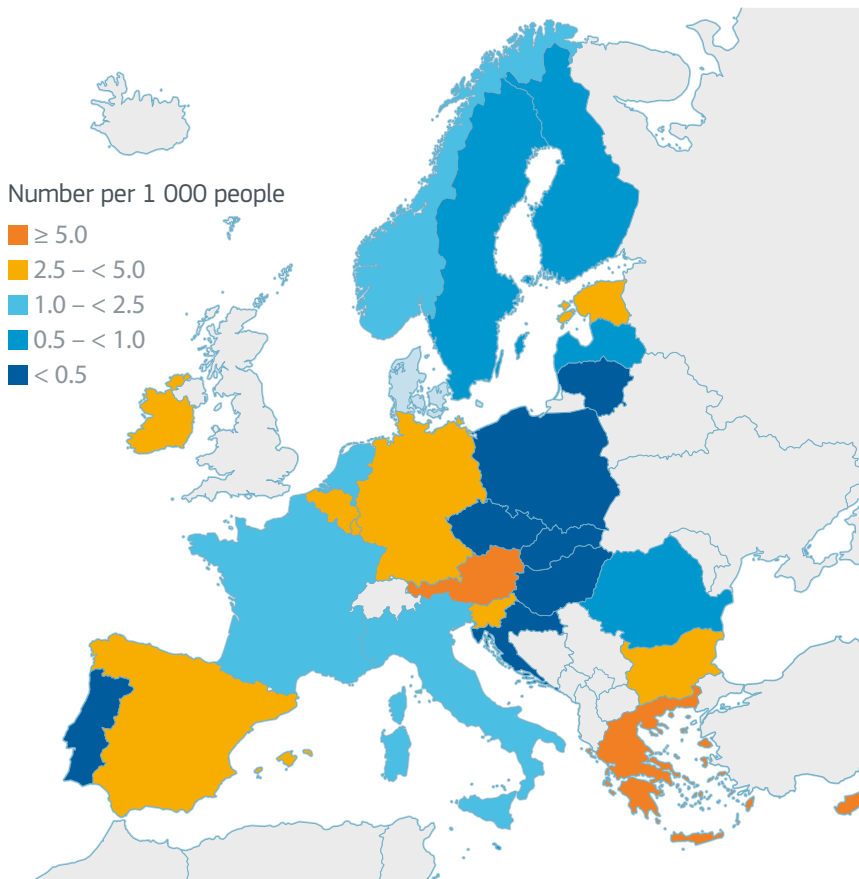 Number per 1 000 people
≥ 5.0
2.5 – < 5.0
1.0 – < 2.5
0.5 – < 1.0
< 0.5